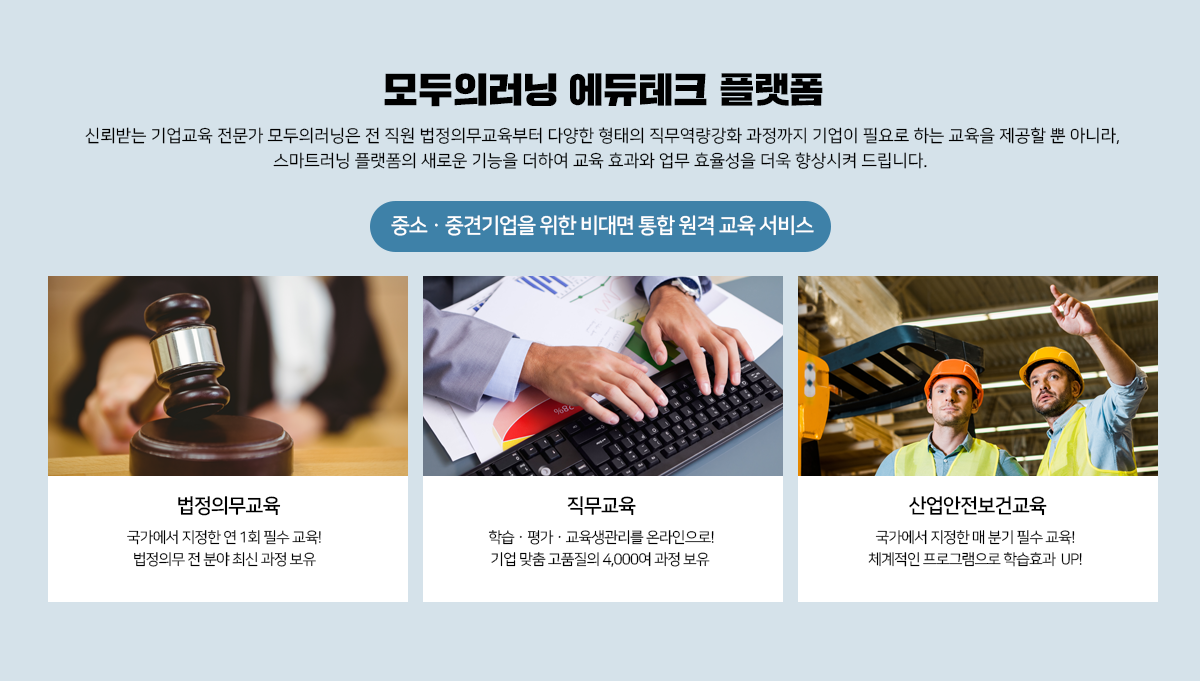 모두의러닝 에듀테크 플랫폼
신뢰받는 기업교육 전문가 모두의러닝은 전 직원 법정의무교육부터 다양한 형태의 직무역량강화 과정까지 기업이 필요로 하는 교육을 제공할 뿐 아니라,
스마트러닝 플랫폼의 새로운 기능을 더하여 교육 효과와 업무 효율성을 더욱 향상시켜 드립니다.
중소 · 중견기업을 위한 비대면 통합 원격 교육 서비스
법정의무교육
국가에서 지정한 연 1회 필수 교육!
법정의무 전 분야 최신 과정 보유
직무교육
학습 · 평가 · 교육생관리를 온라인으로!
기업 맞춤 고품질의 4,000여 과정 보유
산업안전보건교육
국가에서 지정한 매 분기 필수 교육!
체계적인 프로그램으로 학습효과 UP!